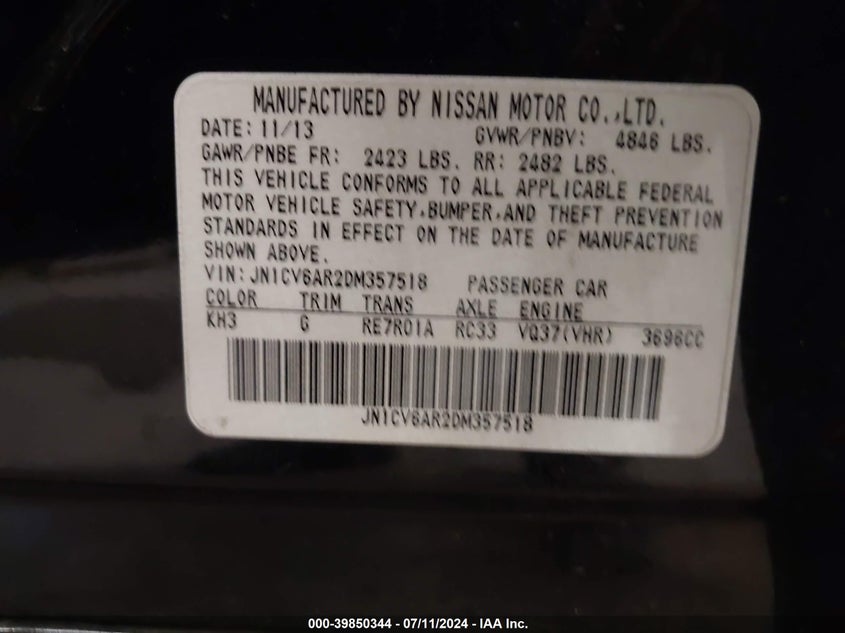 MANUFACTURED BY NISSAN MOTOR CO.,LTD.
DATE: 11/13 GVWR/PNBV: 4846 LBS.
GAWR/PNBE FR: 2423 LBS. RR: 2482 LBS.
THIS VEHICLE CONFORMS TO ALL APPLICABLE FEDERAL
MOTOR VEHICLE SAFETY,BUMPER,AND THEFT PREVENTION
STANDARDS IN EFFECT ON THE DATE OF MANUFACTURE
SHOWN ABOVE.
VIN: JN1CV6AR2DM357518 PASSENGER CAR
COLOR TRIM TRANS AXLE ENGINE
KH3 G RE7R01A RC33 VQ37(VHR) 3696CC
JN1CV6AR2DM357518
000-39850344 - 07/11/2024 - IAA Inc.